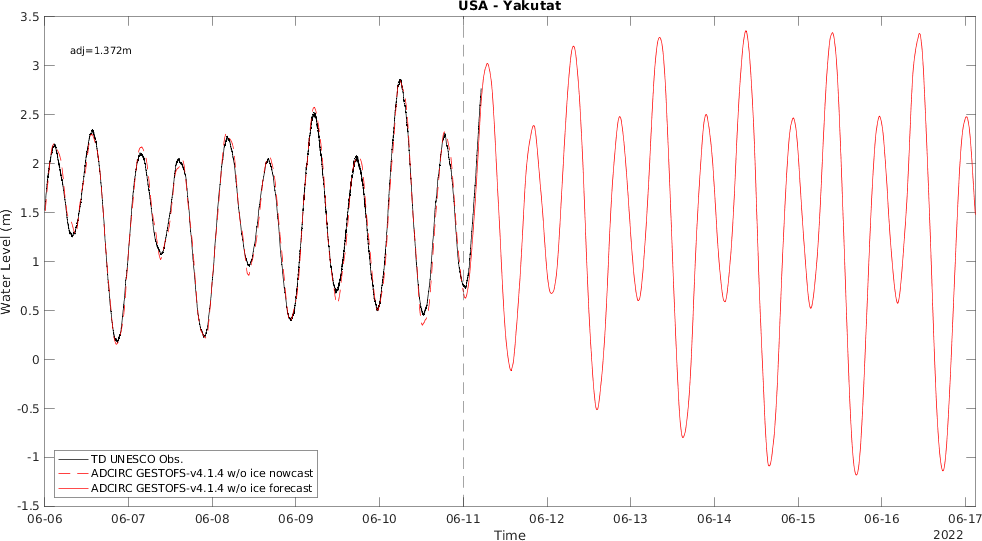 USA - Yakutat
adj=1.372m
3.5
3
2.5
2
1.5
1
0.5
0
-0.5
-1
-1.5
Water Level (m)
TD UNESCO Obs.
ADCIRC GESTOFS-v4.1.4 w/o ice nowcast
ADCIRC GESTOFS-v4.1.4 w/o ice forecast
06-06 06-07 06-08 06-09 06-10 06-11 06-12 06-13 06-14 06-15 06-16 06-17
Time
2022